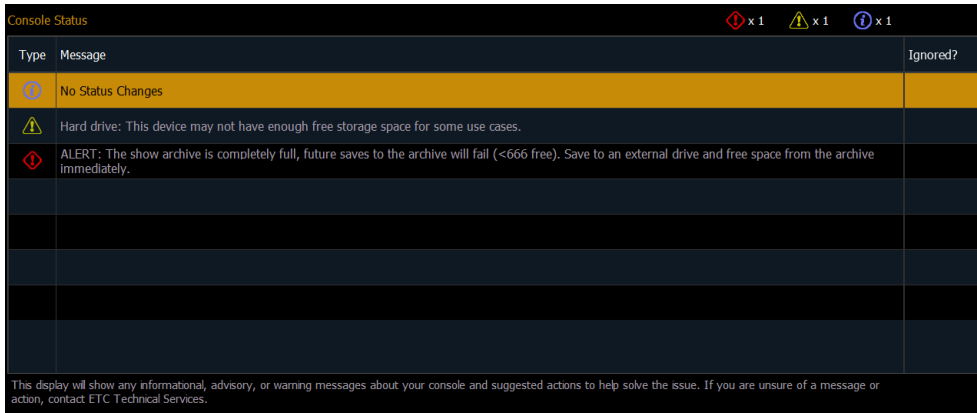 Console Status x 1 x 1 x 1
Type Message Ignored?
No Status Changes
Hard drive: This device may not have enough free storage space for some use cases.
ALERT: The show archive is completely full, future saves to the archive will fail (<666 free). Save to an external drive and free space from the archive
immediately.
This display will show any informational, advisory, or warning messages about your console and suggested actions to help solve the issue. If you are unsure of a message or
action, contact ETC Technical Services.